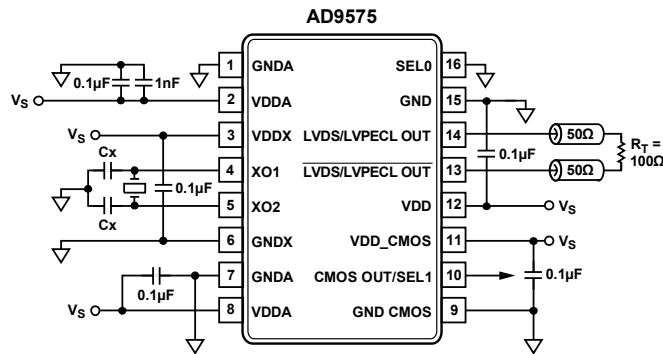 AD9575
1 GNDA
SEL0 16
0.1µF 1nF
VS
2 VDDA
GND 15
VS
3 VDDX
LVDS/LVPECL OUT 14
50Ω
Cx
4 XO1
0.1µF
LVDS/LVPECL OUT 13
0.1µF
50Ω
RT =
100Ω
Cx
5 XO2
VDD 12
VS
6 GNDX
VDD_CMOS 11
VS
7 GNDA
CMOS OUT/SEL1 10
0.1µF
0.1µF
VS
8 VDDA
GND CMOS 9